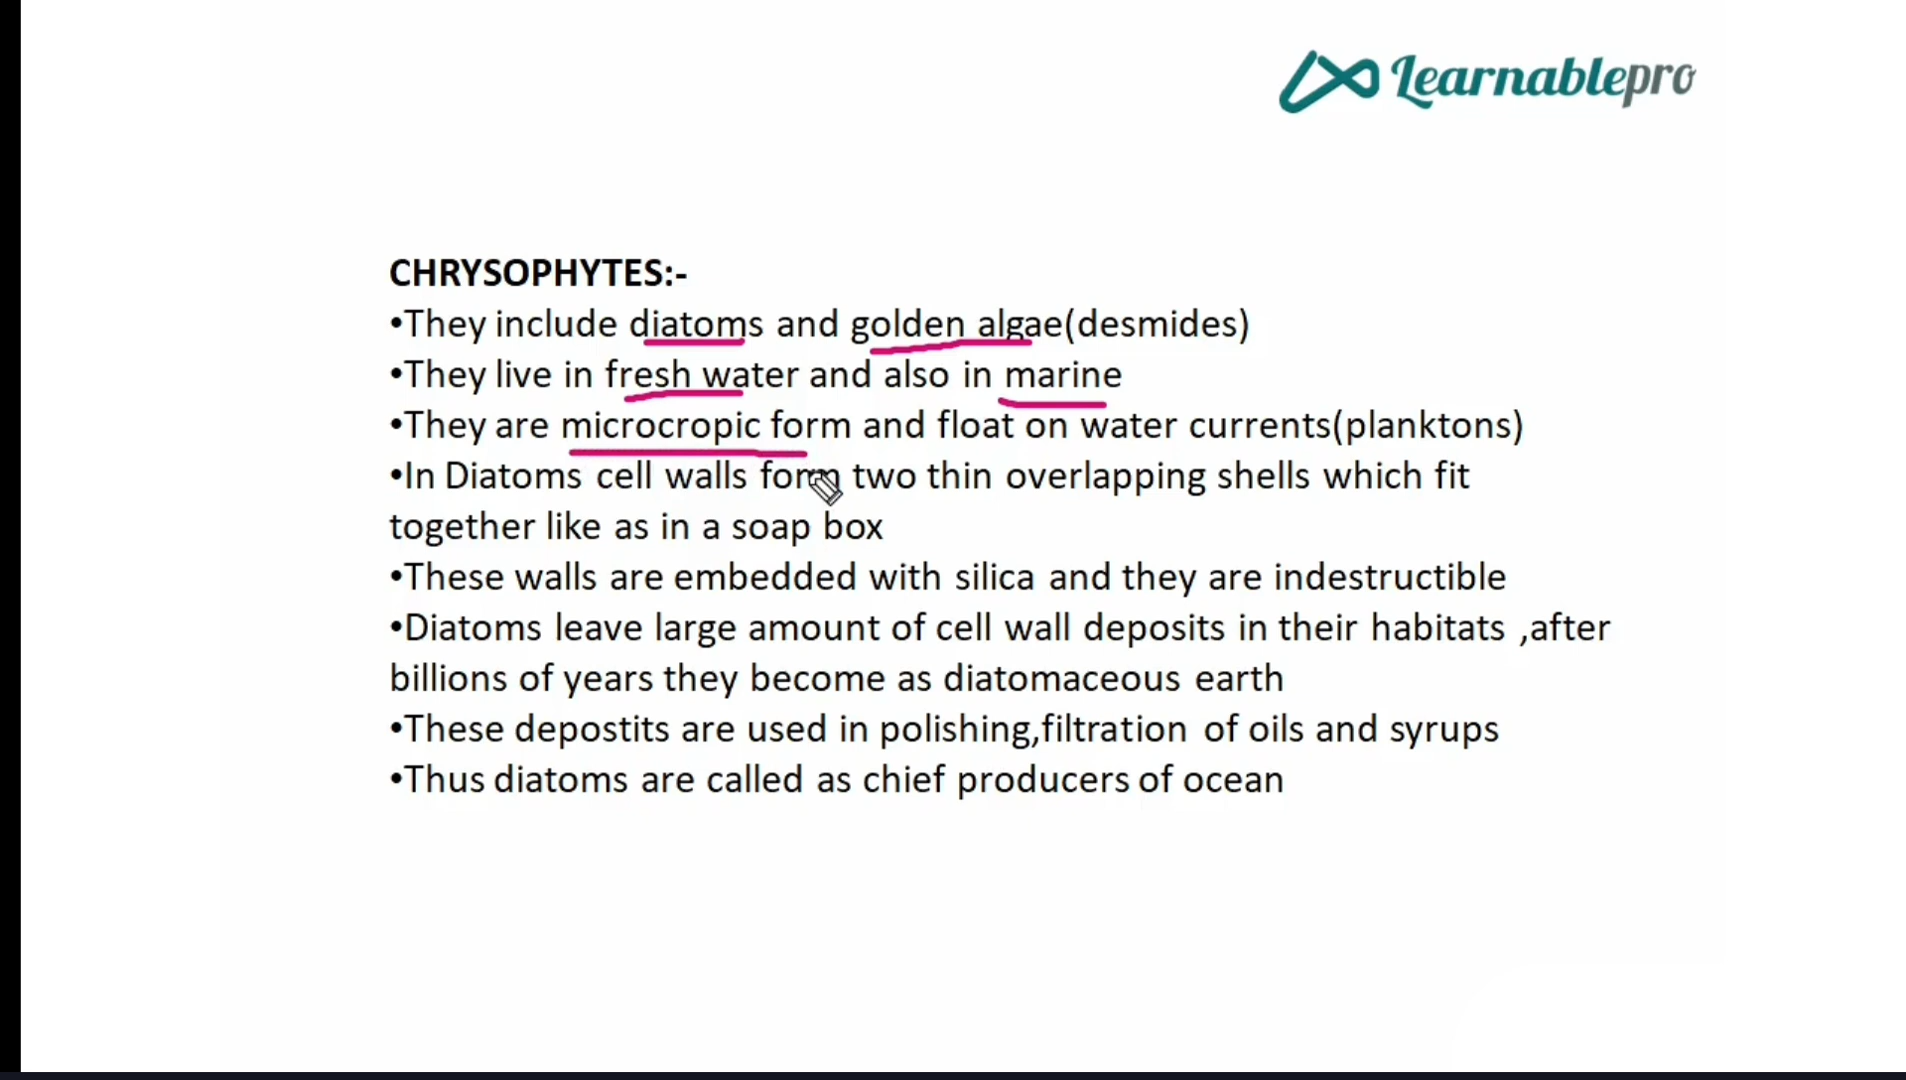 Learnablepro
CHRYSOPHYTES:-
•They include diatoms and golden algae(desmides)
•They live in fresh water and also in marine
•They are microcropic form and float on water currents(planktons)
•In Diatoms cell walls form two thin overlapping shells which fit
together like as in a soap box
•These walls are embedded with silica and they are indestructible
•Diatoms leave large amount of cell wall deposits in their habitats ,after
billions of years they become as diatomaceous earth
•These depostits are used in polishing,filtration of oils and syrups
•Thus diatoms are called as chief producers of ocean